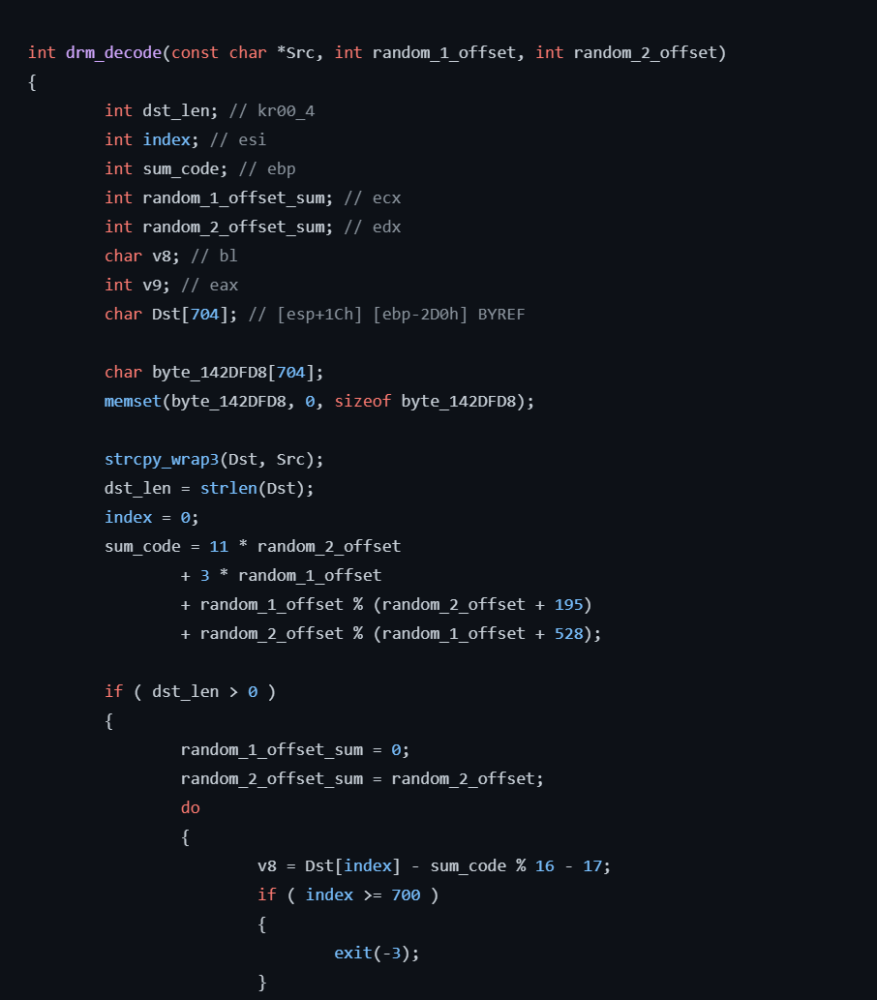 int drm_decode(const char *Src, int random_1_offset, int random_2_offset)
{
        int dst_len; // kr00_4
        int index; // esi
        int sum_code; // ebp
        int random_1_offset_sum; // ecx
        int random_2_offset_sum; // edx
        char v8; // bl
        int v9; // eax
        char Dst[704]; // [esp+1Ch] [ebp-2D0h] BYREF

        char byte_142DFD8[704];
        memset(byte_142DFD8, 0, sizeof byte_142DFD8);

        strcpy_wrap3(Dst, Src);
        dst_len = strlen(Dst);
        index = 0;
        sum_code = 11 * random_2_offset
                + 3 * random_1_offset
                + random_1_offset % (random_2_offset + 195)
                + random_2_offset % (random_1_offset + 528);

        if ( dst_len > 0 )
        {
                random_1_offset_sum = 0;
                random_2_offset_sum = random_2_offset;
                do
                {
                        v8 = Dst[index] - sum_code % 16 - 17;
                        if ( index >= 700 )
                        {
                                exit(-3);
                        }